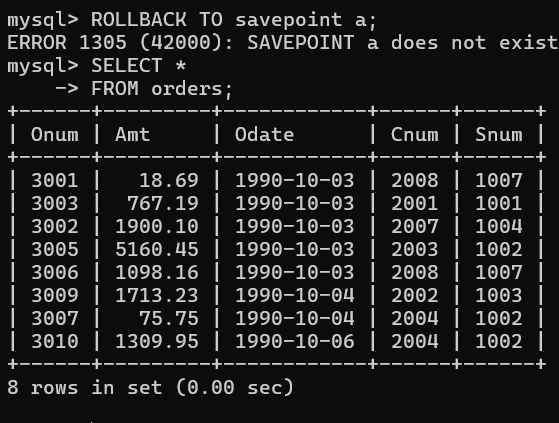 mysql> ROLLBACK TO savepoint a;
ERROR 1305 (42000): SAVEPOINT a does not exist
mysql> SELECT *
    -> FROM orders;
+------+---------+------------+------+------+
| Onum | Amt     | Odate      | Cnum | Snum |
+------+---------+------------+------+------+
| 3001 |   18.69 | 1990-10-03 | 2008 | 1007 |
| 3003 |  767.19 | 1990-10-03 | 2001 | 1001 |
| 3002 | 1900.10 | 1990-10-03 | 2007 | 1004 |
| 3005 | 5160.45 | 1990-10-03 | 2003 | 1002 |
| 3006 | 1098.16 | 1990-10-03 | 2008 | 1007 |
| 3009 | 1713.23 | 1990-10-04 | 2002 | 1003 |
| 3007 |   75.75 | 1990-10-04 | 2004 | 1002 |
| 3010 | 1309.95 | 1990-10-06 | 2004 | 1002 |
+------+---------+------------+------+------+
8 rows in set (0.00 sec)